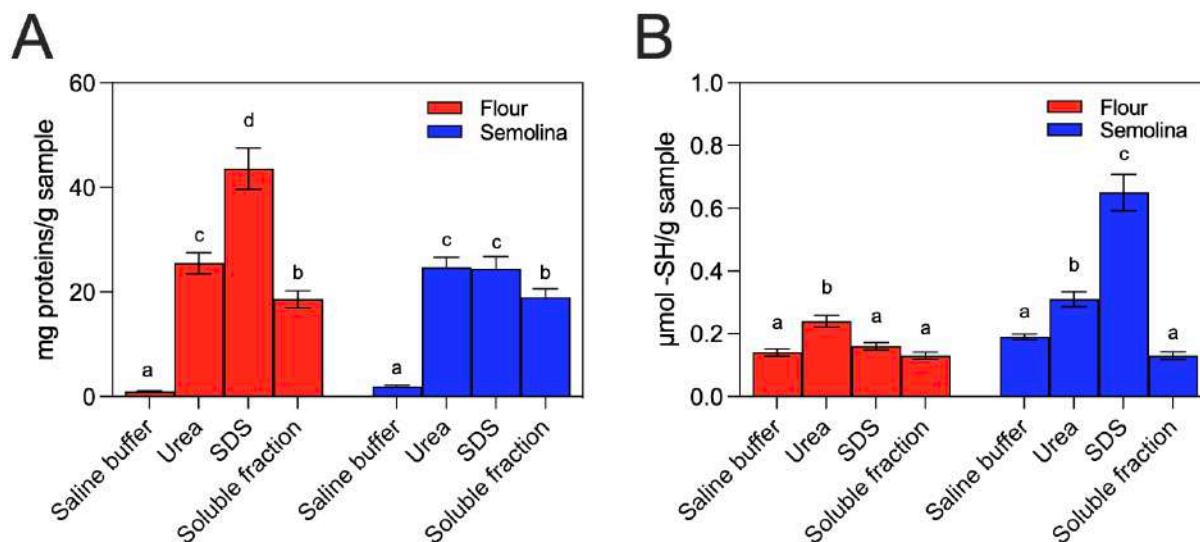 A
mg proteins/g sample
60
40
20
0
Flour
Semolina
a
c
d
b
a
c
c
b
Saline buffer
Urea
SDS
Soluble fraction
Saline buffer
Urea
SDS
Soluble fraction
B
µmol -SH/g sample
1.0
0.8
0.6
0.4
0.2
0.0
Flour
Semolina
a
b
a
a
a
b
c
a
Saline buffer
Urea
SDS
Soluble fraction
Saline buffer
Urea
SDS
Soluble fraction